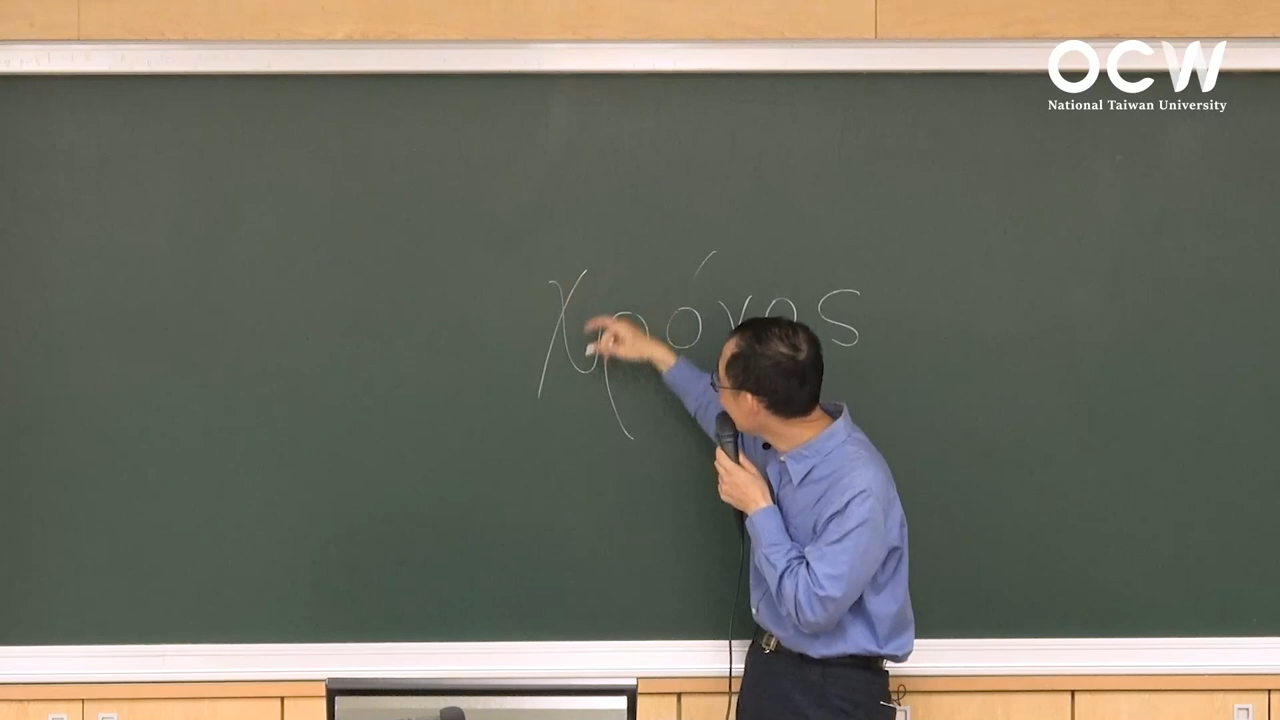 OCW
National Taiwan University
χρόνος